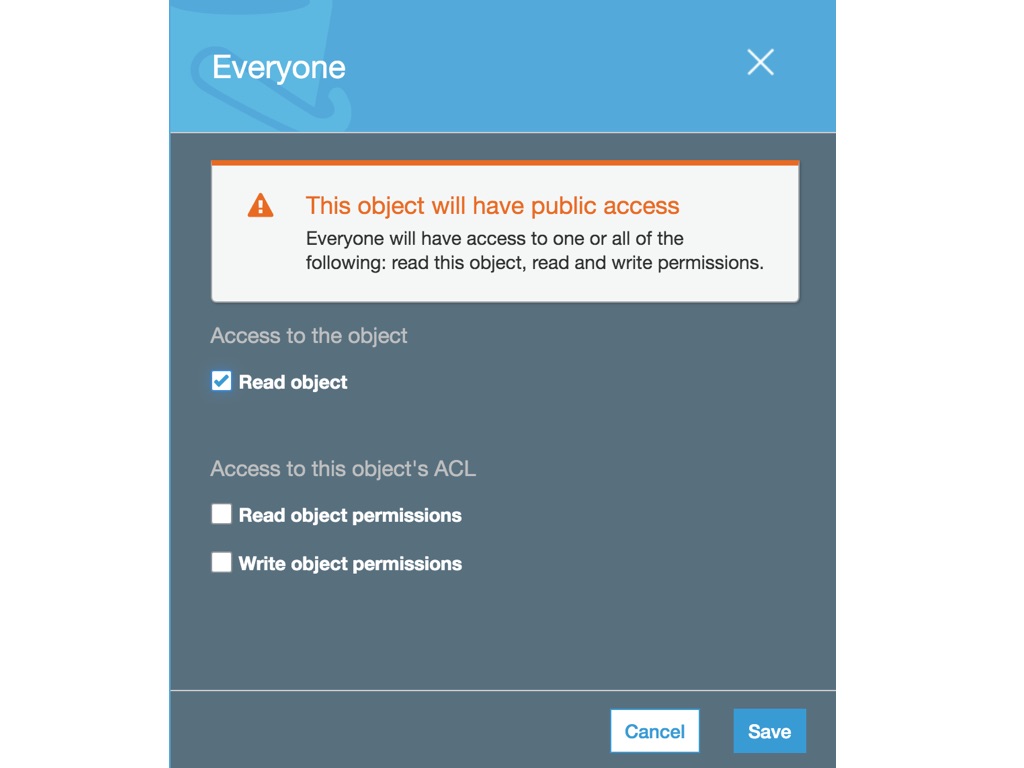 Everyone
This object will have public access
Everyone will have access to one or all of the
following: read this object, read and write permissions.
Access to the object
Read object
Access to this object's ACL
Read object permissions
Write object permissions
Cancel
Save